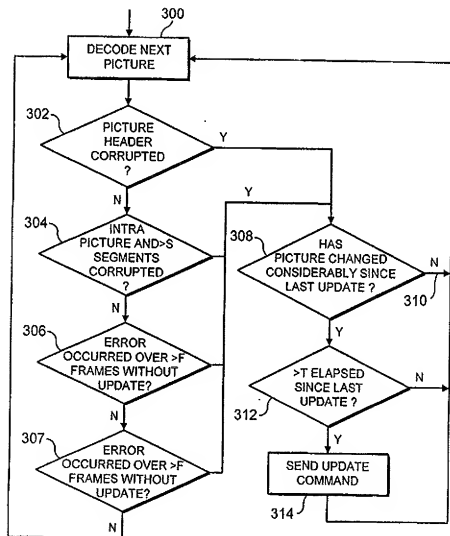 300
DECODE NEXT
PICTURE
302
PICTURE
HEADER
CORRUPTED
?
Y
N
Y
304
INTRA
PICTURE AND>S
SEGMENTS
CORRUPTED
?
N
308
HAS
PICTURE CHANGED
CONSIDERABLY SINCE
LAST UPDATE ?
N
310
Y
306
ERROR
OCCURRED OVER >F
FRAMES WITHOUT
UPDATE?
N
312
>T ELAPSED
SINCE LAST
UPDATE ?
N
Y
307
ERROR
OCCURRED OVER >F
FRAMES WITHOUT
UPDATE?
N
SEND UPDATE
COMMAND
314